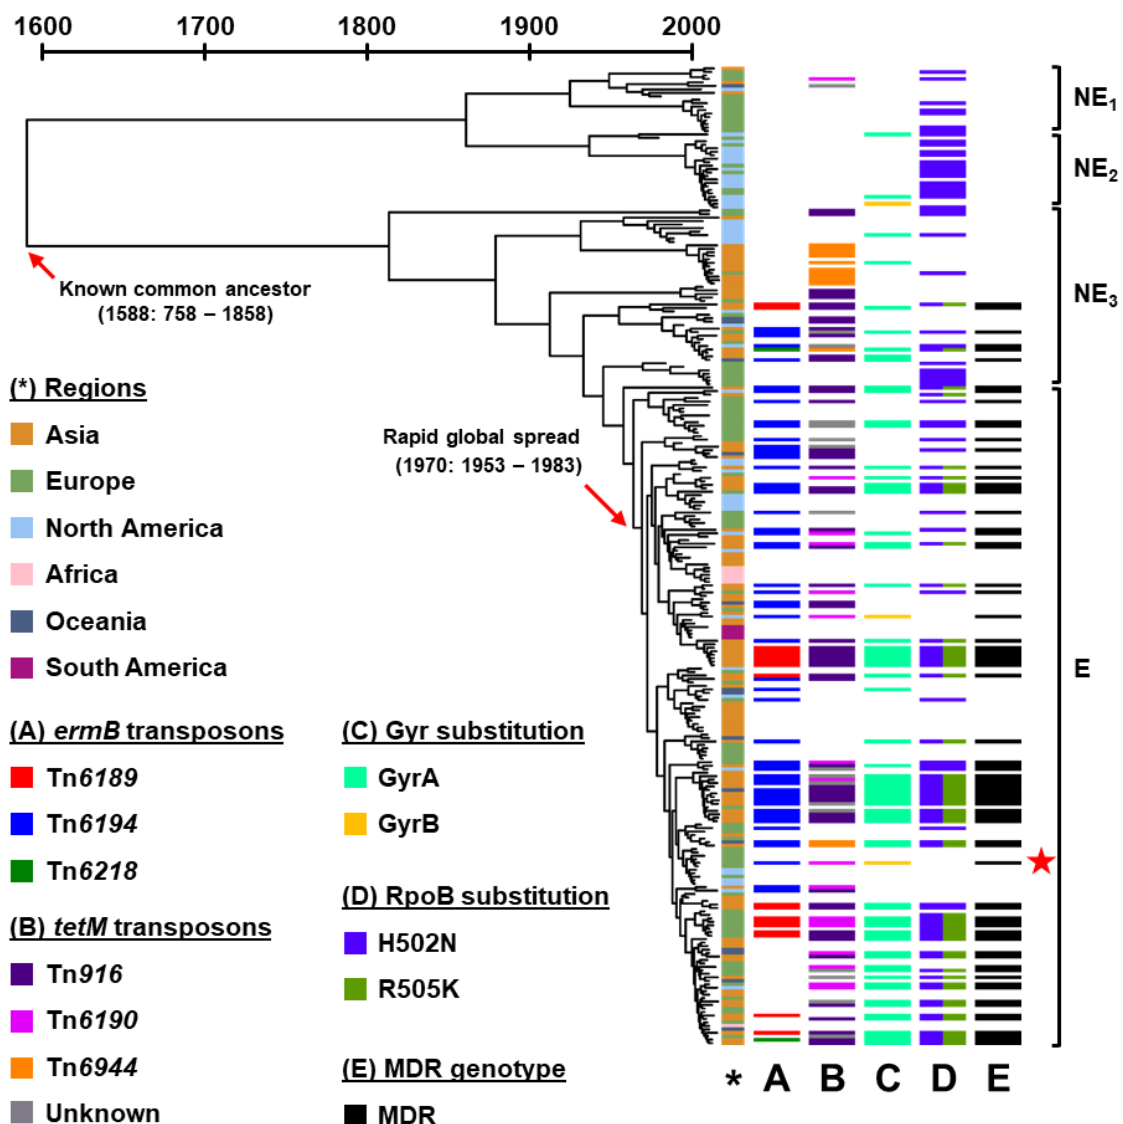 1600 1700 1800 1900 2000
NE1
NE2
NE3
E
Known common ancestor
(1588: 758 – 1858)
Rapid global spread
(1970: 1953 – 1983)
(*) Regions
Asia
Europe
North America
Africa
Oceania
South America
(A) ermB transposons
Tn6189
Tn6194
Tn6218
(B) tetM transposons
Tn916
Tn6190
Tn6944
Unknown
(C) Gyr substitution
GyrA
GyrB
(D) RpoB substitution
H502N
R505K
(E) MDR genotype
MDR
* A B C D E